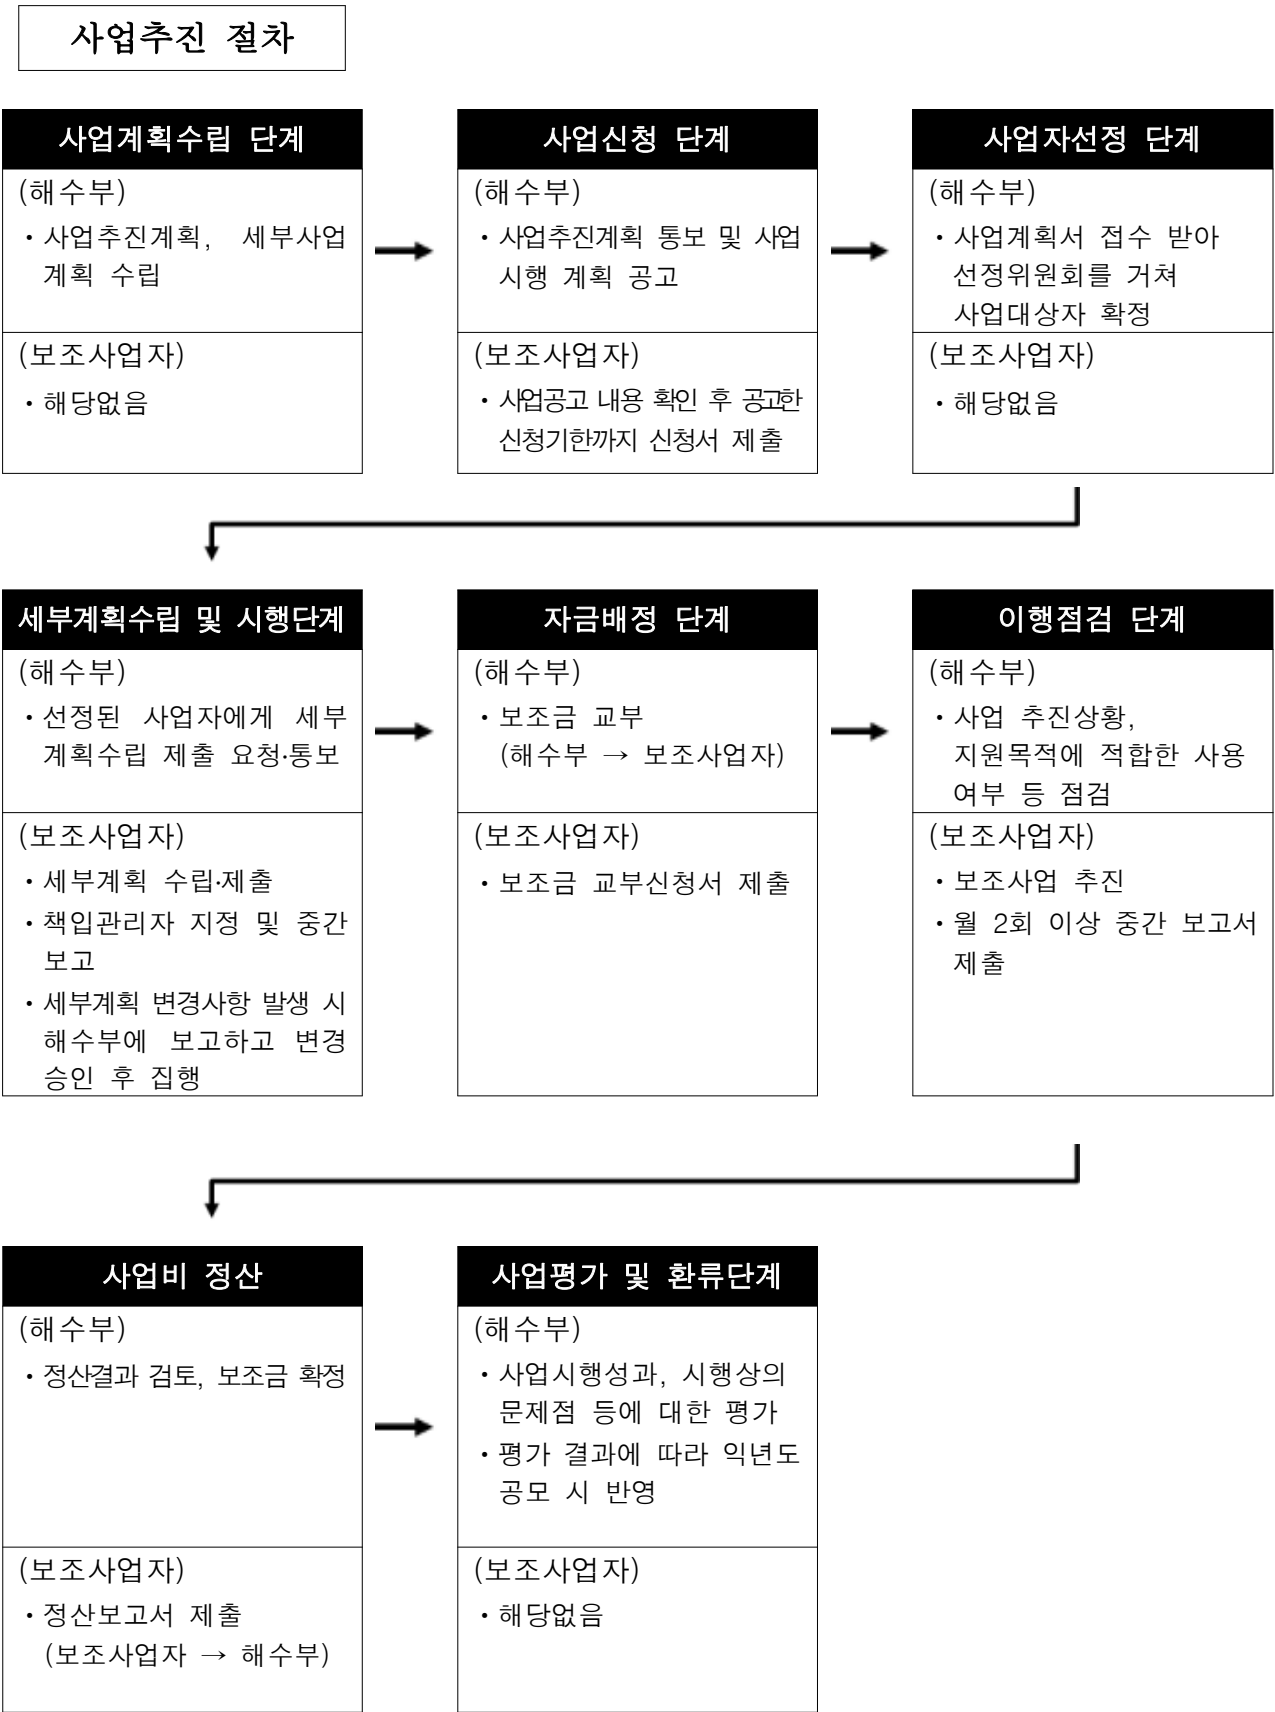 사업추진 절차
사업계획수립 단계
(해수부)
· 사업추진계획, 세부사업
계획 수립
(보조사업자)
· 해당없음
사업신청 단계
(해수부)
· 사업추진계획 통보 및 사업
시행 계획 공고
(보조사업자)
· 사업공고 내용 확인 후 공고한
신청기한까지 신청서 제출
사업자선정 단계
(해수부)
· 사업계획서 접수 받아
선정위원회를 거쳐
사업대상자 확정
(보조사업자)
· 해당없음
세부계획수립 및 시행단계
(해수부)
· 선정된 사업자에게 세부
계획수립 제출 요청·통보
(보조사업자)
· 세부계획 수립·제출
· 책임관리자 지정 및 중간
보고
· 세부계획 변경사항 발생 시
해수부에 보고하고 변경
승인 후 집행
자금배정 단계
(해수부)
· 보조금 교부
(해수부 → 보조사업자)
(보조사업자)
· 보조금 교부신청서 제출
이행점검 단계
(해수부)
· 사업 추진상황,
지원목적에 적합한 사용
여부 등 점검
(보조사업자)
· 보조사업 추진
· 월 2회 이상 중간 보고서
제출
사업비 정산
(해수부)
· 정산결과 검토, 보조금 확정
(보조사업자)
· 정산보고서 제출
(보조사업자 → 해수부)
사업평가 및 환류단계
(해수부)
· 사업시행성과, 시행상의
문제점 등에 대한 평가
· 평가 결과에 따라 익년도
공모 시 반영
(보조사업자)
· 해당없음